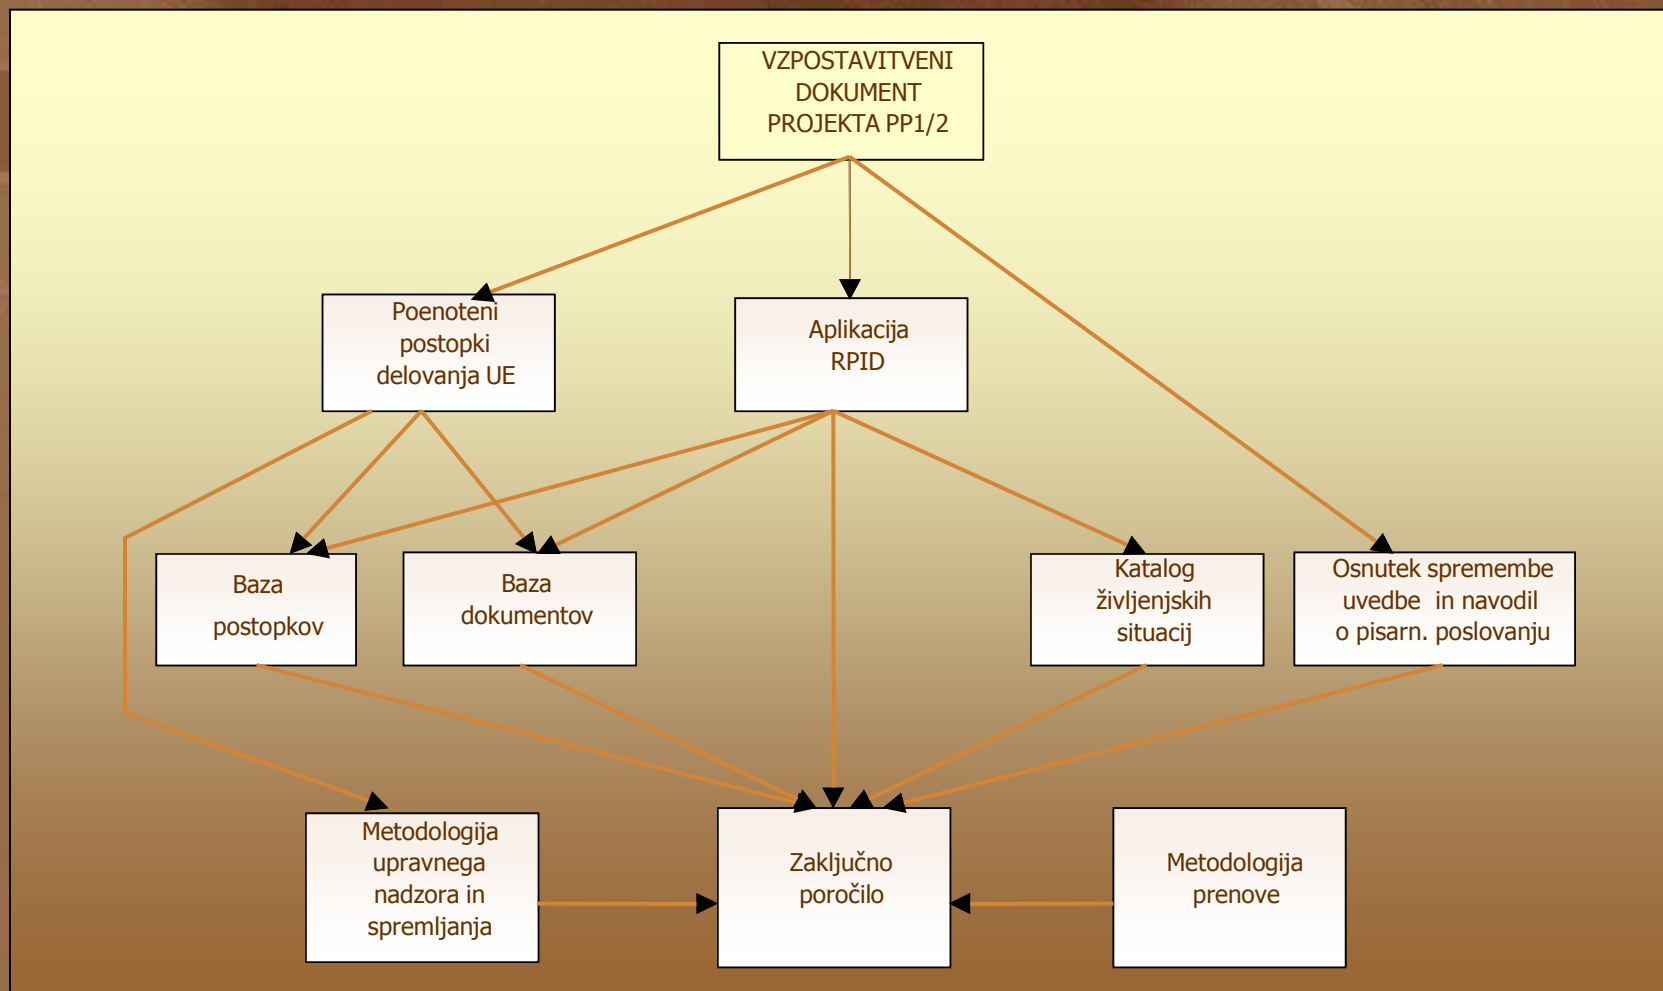 VZPOSTAVITVENI
DOKUMENT
PROJEKTA PP1/2
Poenoteni
postopki
delovanja UE
Aplikacija
RPID
Baza
postopkov
Baza
dokumentov
Katalog
življenjskih
situacij
Osnutek spremembe
uvedbe in navodil
o pisarn. poslovanju
Metodologija
upravnega
nadzora in
spremljanja
Zaključno
poročilo
Metodologija
prenove